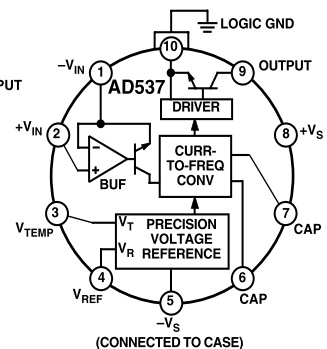 LOGIC GND
10
–VIN
1
AD537
9
OUTPUT
PUT
DRIVER
+VIN
2
–
+
BUF
CURR-
TO-FREQ
CONV
8
+VS
3
VTEMP
VT
VR
PRECISION
VOLTAGE
REFERENCE
7
CAP
4
VREF
5
6
CAP
–VS
(CONNECTED TO CASE)